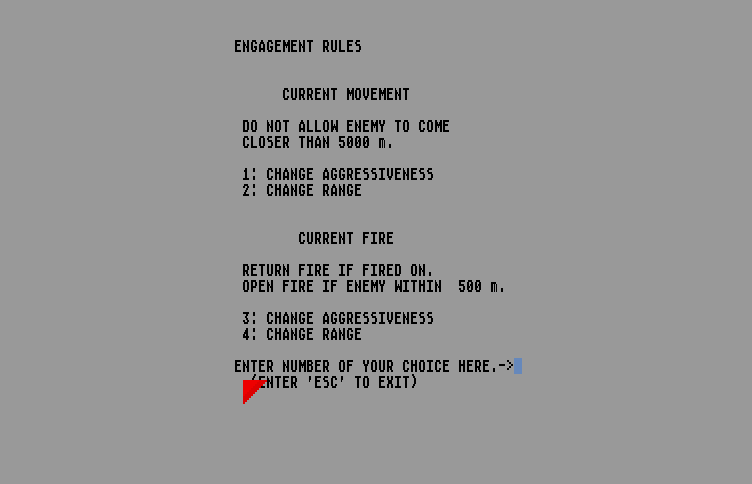 ENGAGEMENT RULES
CURRENT MOVEMENT
DO NOT ALLOW ENEMY TO COME
CLOSER THAN 5000 m.
1: CHANGE AGGRESSIVENESS
2: CHANGE RANGE
CURRENT FIRE
RETURN FIRE IF FIRED ON.
OPEN FIRE IF ENEMY WITHIN  500 m.
3: CHANGE AGGRESSIVENESS
4: CHANGE RANGE
ENTER NUMBER OF YOUR CHOICE HERE.->
(ENTER 'ESC' TO EXIT)